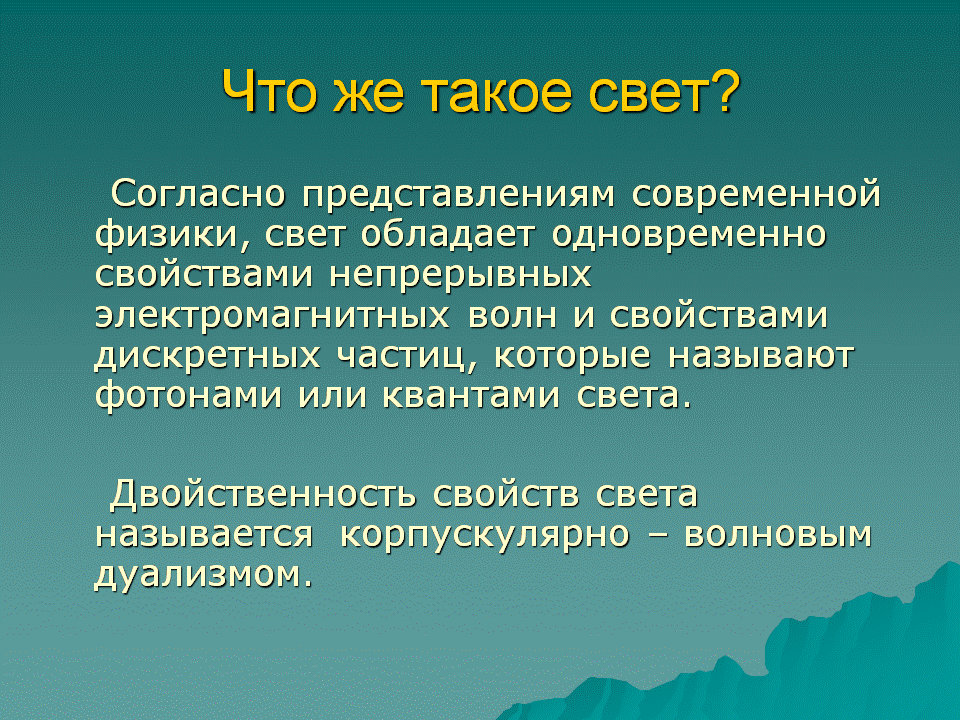 Что же такое свет?
Согласно представлениям современной
физики, свет обладает одновременно
свойствами непрерывных
электромагнитных волн и свойствами
дискретных частиц, которые называют
фотонами или квантами света.
Двойственность свойств света
называется корпускулярно – волновым
дуализмом.